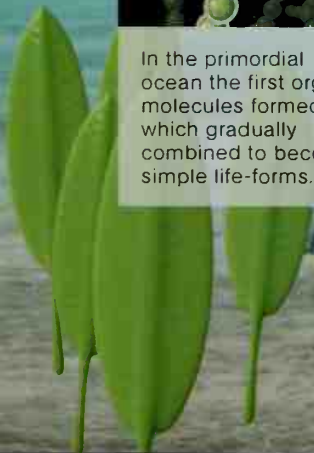 In the primordial
ocean the first
molecules formed
which gradually
combined to
simple life-forms.